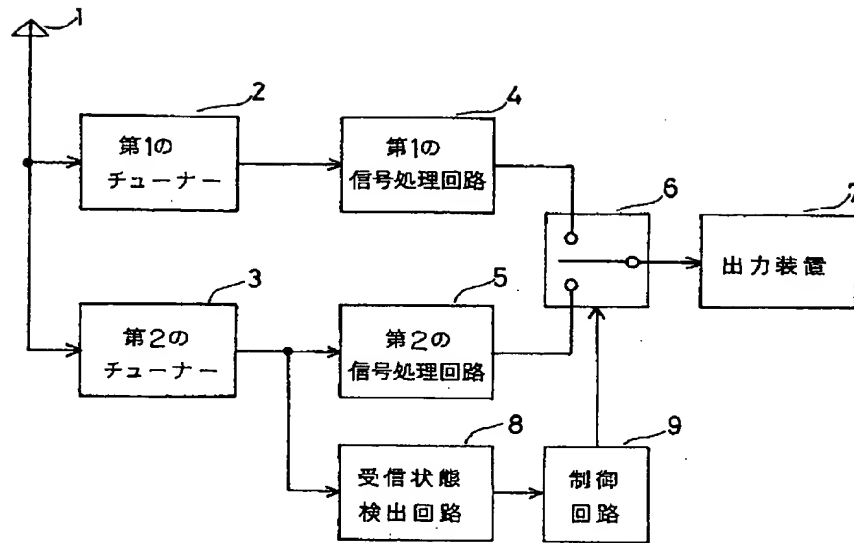 1
2
4
第1の
チューナー
第1の
信号処理回路
6
7
出力装置
3
5
第2の
チューナー
第2の
信号処理回路
8
9
受信状態
検出回路
制御
回路